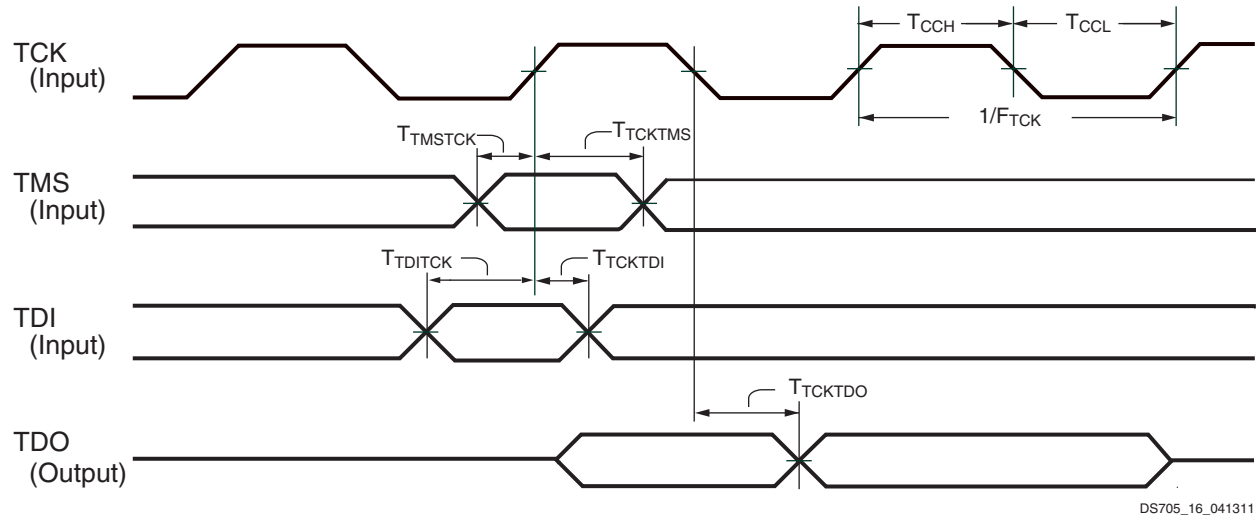 TCK
(Input)
TCCH
TCCL
1/FTCK
TTMSTCK
TTCKTMS
TMS
(Input)
TTDITCK
TTCKTDI
TDI
(Input)
TTCKTDO
TDO
(Output)
DS705_16_041311